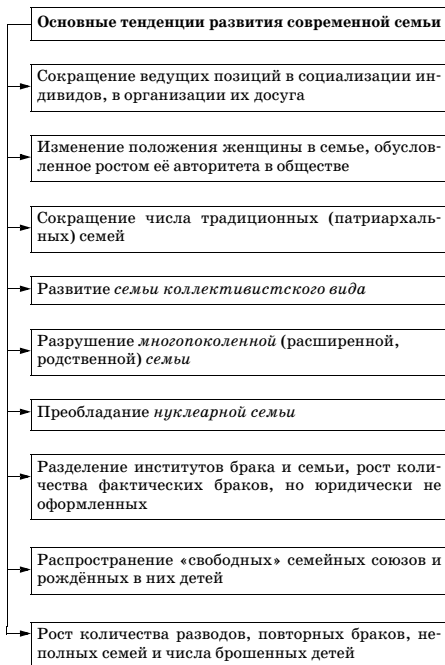 Основные тенденции развития современной семьи
Сокращение ведущих позиций в социализации ин-
дивидов, в организации их досуга
Изменение положения женщины в семье, обуслов-
ленное ростом её авторитета в обществе
Сокращение числа традиционных (патриархаль-
ных) семей
Развитие семьи коллективистского вида
Разрушение многопоколенной (расширенной,
родственной) семьи
Преобладание нуклеарной семьи
Разделение институтов брака и семьи, рост коли-
чества фактических браков, но юридически не
оформленных
Распространение «свободных» семейных союзов и
рождённых в них детей
Рост количества разводов, повторных браков, не-
полных семей и числа брошенных детей